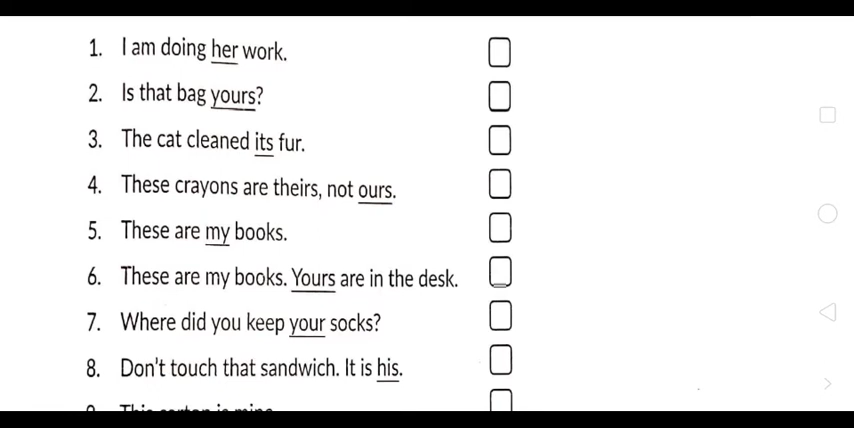 1. I am doing her work.
2. Is that bag yours?
3. The cat cleaned its fur.
4. These crayons are theirs, not ours.
5. These are my books.
6. These are my books. Yours are in the desk.
7. Where did you keep your socks?
8. Don't touch that sandwich. It is his.